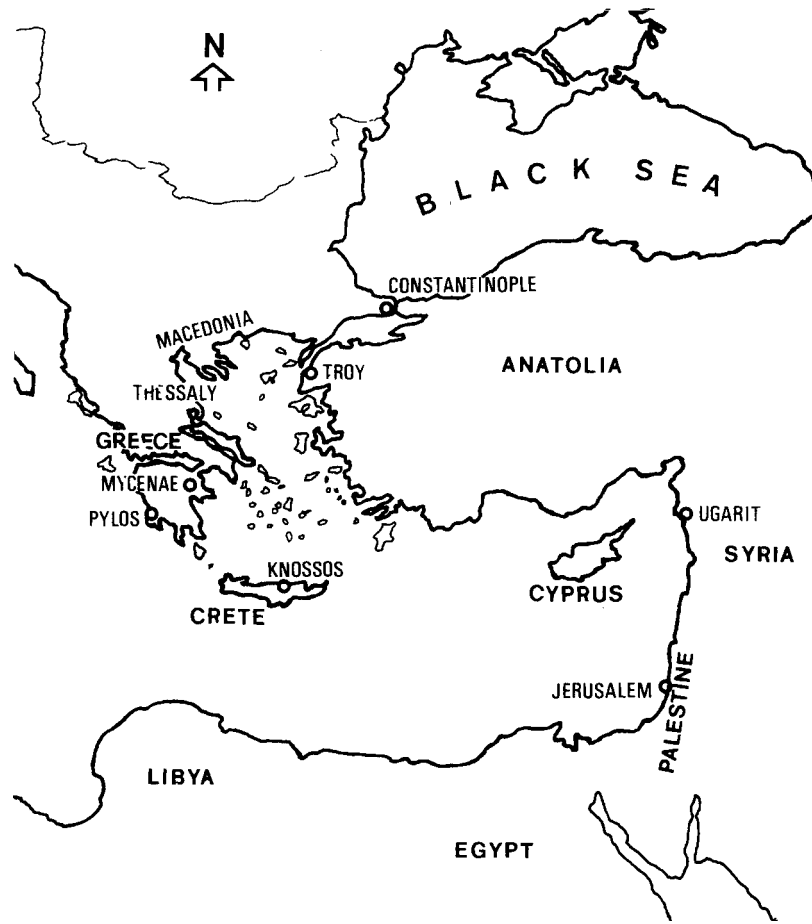 N
BLACK SEA
CONSTANTINOPLE
MACEDONIA
ANATOLIA
TROY
THESSALY
GREECE
MYCENAE
PYLOS
UGARIT
SYRIA
KNOSSOS
CYPRUS
CRETE
JERUSALEM
PALESTINE
LIBYA
EGYPT